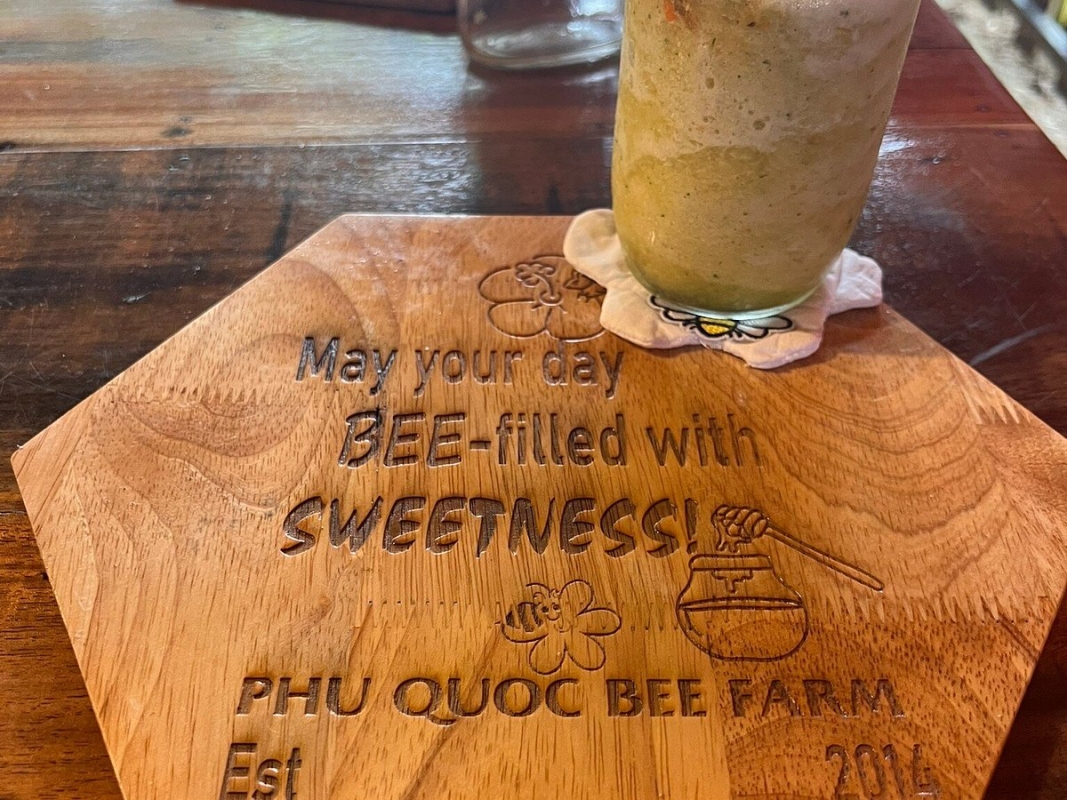 May your day
BEE-filled with
SWEETNESS!
PHU QUOC BEE FARM
Est 2014